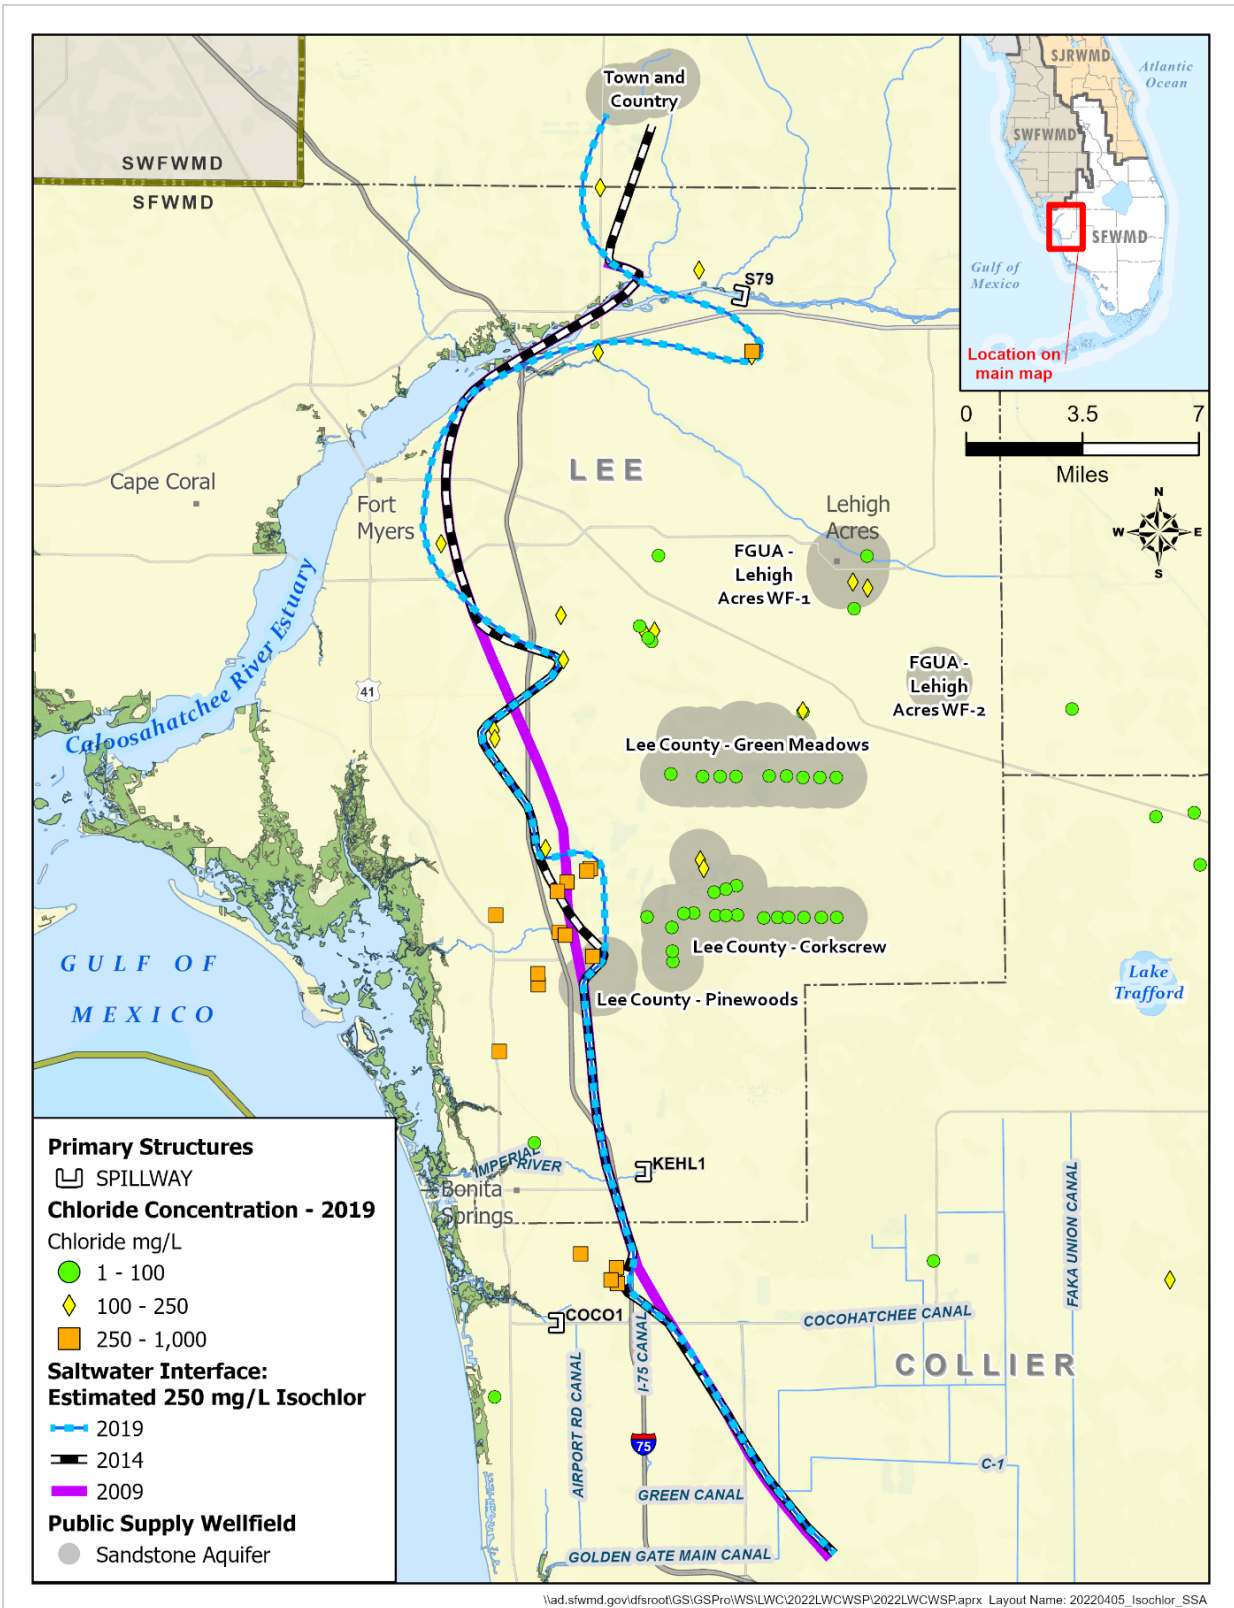 Town and
Country
SWFWMD
SFWMD
S79
SJRWMD
Atlantic
Ocean
SWFWMD
SFWMD
Gulf of
Mexico
Location on
main map
0 3.5 7
Miles
N
W E
S
LEE
Cape Coral
Fort
Myers
Lehigh
Acres
FGUA -
Lehigh
Acres WF-1
FGUA -
Lehigh
Acres WF-2
Caloosahatchee River Estuary
41
Lee County - Green Meadows
Lee County - Corkscrew
Lee County - Pinewoods
GULF OF
MEXICO
Lake
Trafford
IMPERIAL
RIVER
KEHL1
Bonita
Springs
COCO1
COCOHATCHEE CANAL
FAKA UNION CANAL
I-75 CANAL
AIRPORT RD CANAL
COLLIER
75
C-1
GREEN CANAL
GOLDEN GATE MAIN CANAL
Primary Structures
SPILLWAY
Chloride Concentration - 2019
Chloride mg/L
1 - 100
100 - 250
250 - 1,000
Saltwater Interface:
Estimated 250 mg/L Isochlor
2019
2014
2009
Public Supply Wellfield
Sandstone Aquifer
\\ad.sfwmd.gov\dfsroot\GS\GSPro\WS\LWC\2022LWCWSP\2022LWCWSP.aprx Layout Name: 20220405_Isochlor_SSA